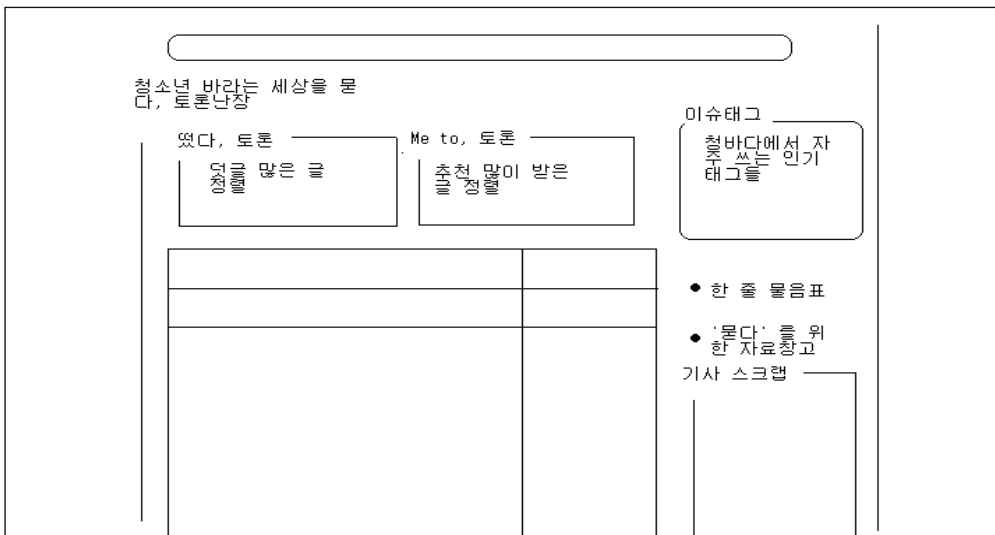 청소년 바라는 세상을 묻
다, 토론난장
떴다, 토론
덧글 많은 글
정렬
Me to, 토론
추천 많이 받은
글 정렬
이슈태그
청바다에서 자
주 쓰는 인기
태그들
한 줄 물음표
'묻다' 를 위
한 자료창고
기사 스크랩